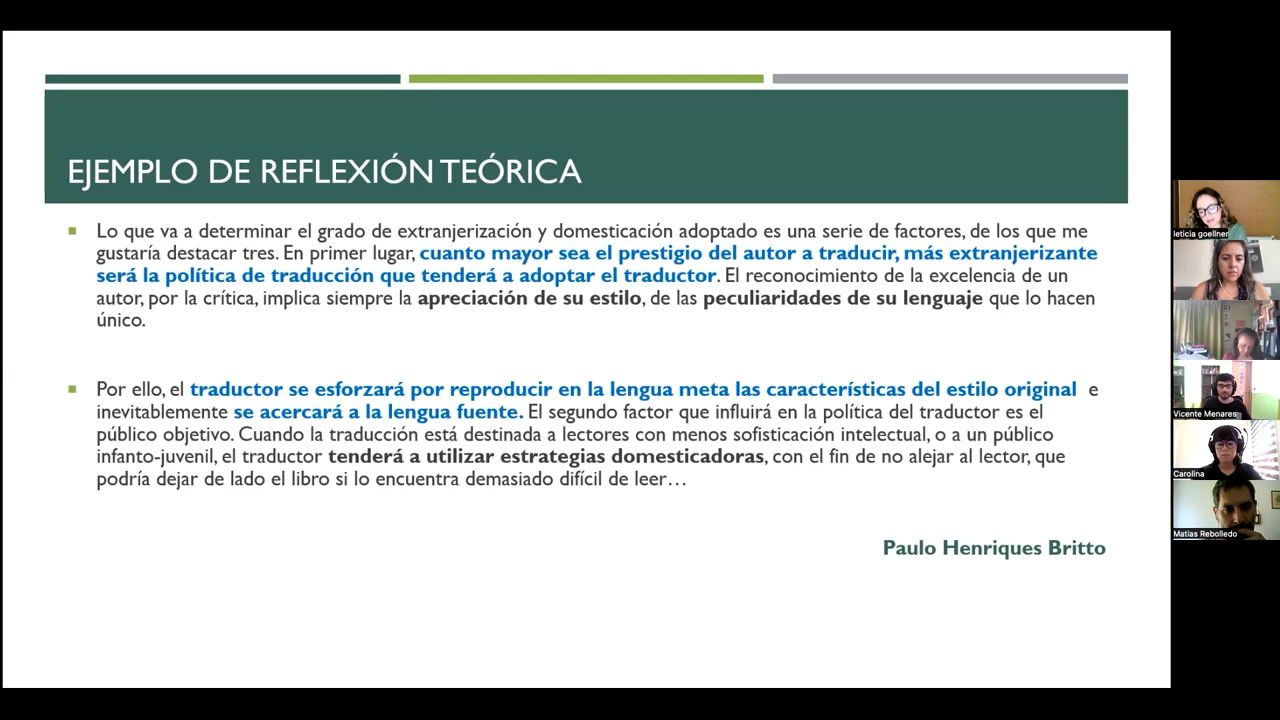 EJEMPLO DE REFLEXIÓN TEÓRICA
Lo que va a determinar el grado de extranjerización y domesticación adoptado es una serie de factores, de los que me
gustaría destacar tres. En primer lugar, cuanto mayor sea el prestigio del autor a traducir, más extranjerizante
será la política de traducción que tenderá a adoptar el traductor. El reconocimiento de la excelencia de un
autor, por la crítica, implica siempre la apreciación de su estilo, de las peculiaridades de su lenguaje que lo hacen
único.
Por ello, el traductor se esforzará por reproducir en la lengua meta las características del estilo original e
inevitablemente se acercará a la lengua fuente. El segundo factor que influirá en la política del traductor es el
público objetivo. Cuando la traducción está destinada a lectores con menos sofisticación intelectual, o a un público
infanto-juvenil, el traductor tenderá a utilizar estrategias domesticadoras, con el fin de no alejar al lector, que
podría dejar de lado el libro si lo encuentra demasiado difícil de leer…
Paulo Henriques Britto
leticia goellner
Vicente Menares
Carolina
Matías Rebolledo